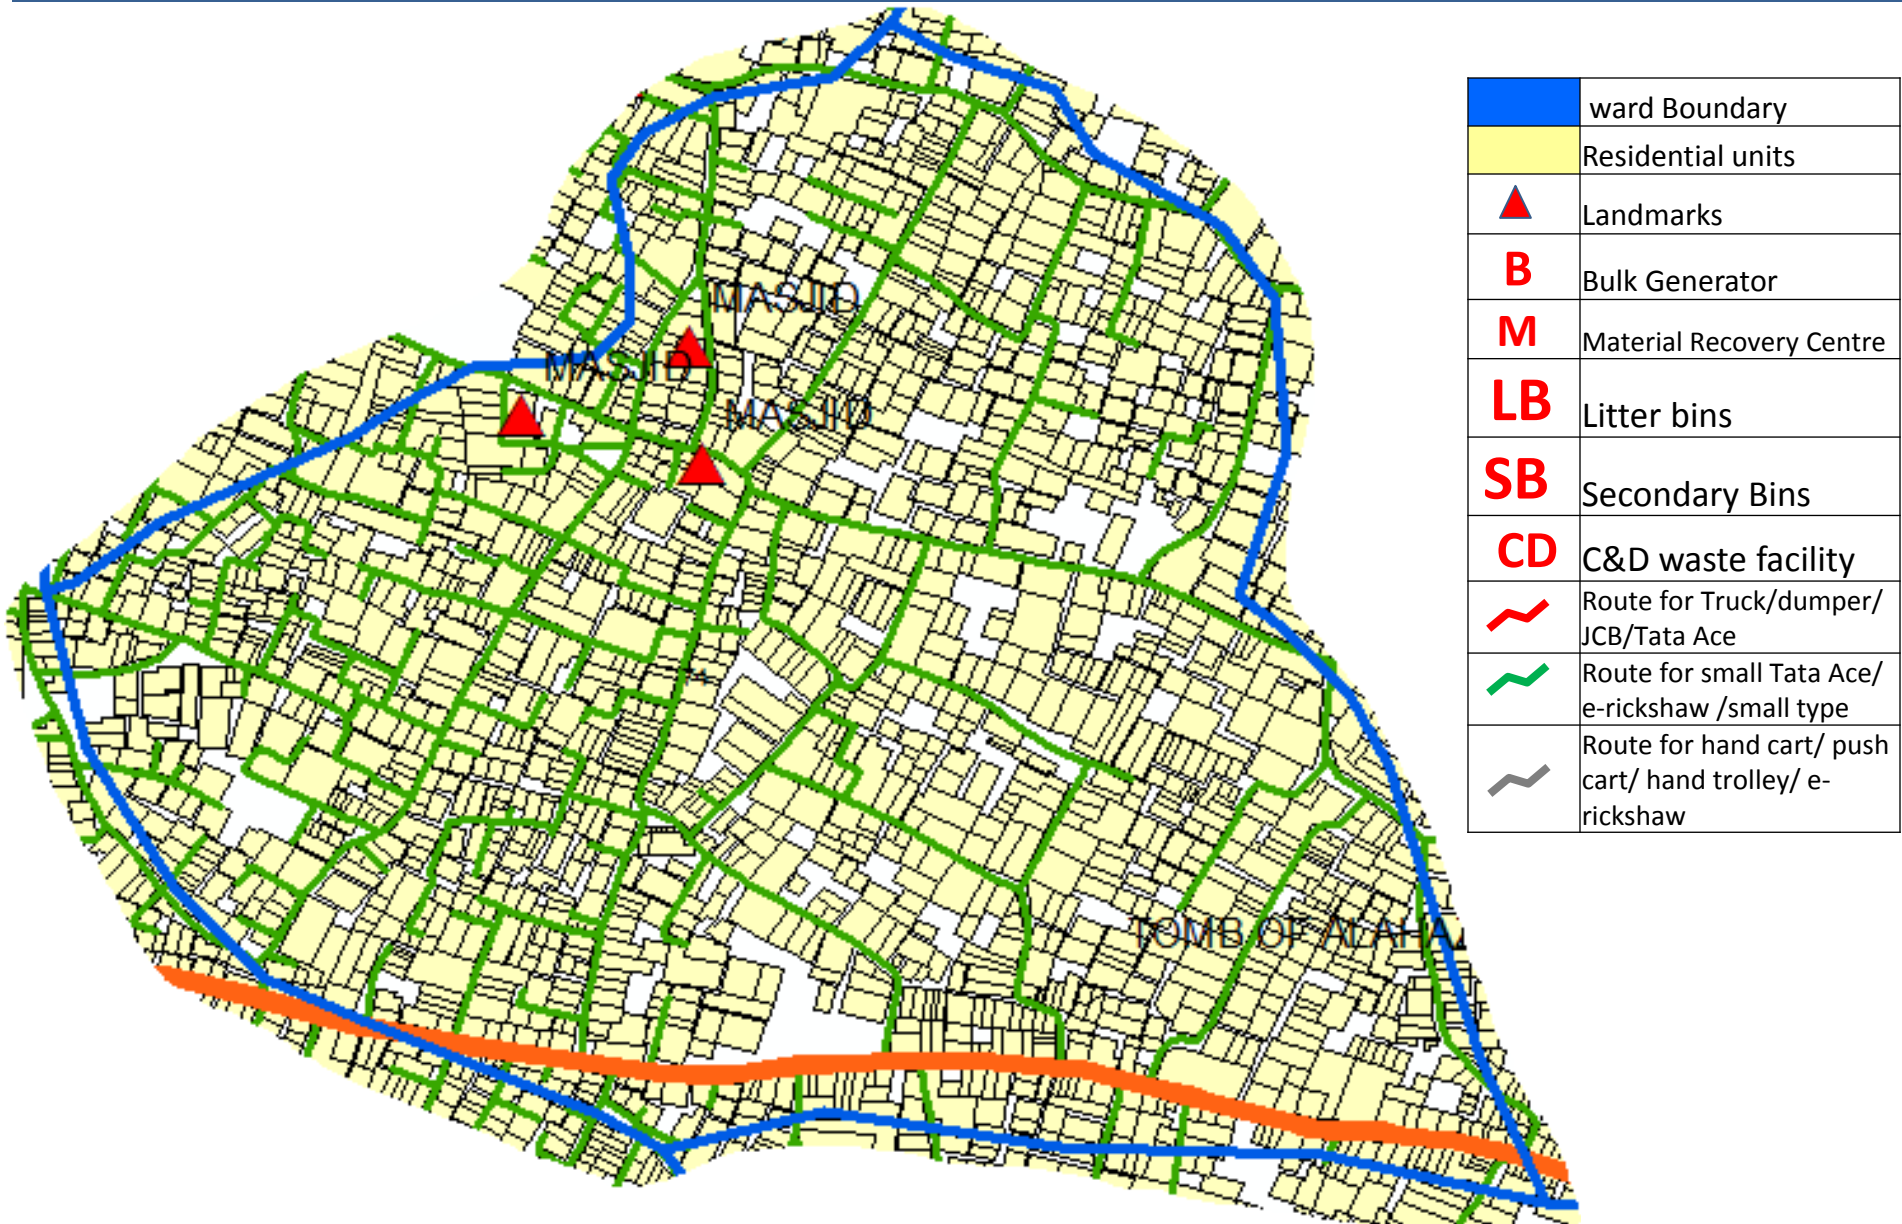 MASJID
MASJID
MASJID
TOMB OF ALAHA
ward Boundary
Residential units
Landmarks
B
Bulk Generator
M
Material Recovery Centre
LB
Litter bins
SB
Secondary Bins
CD
C&D waste facility
Route for Truck/dumper/
JCB/Tata Ace
Route for small Tata Ace/
e-rickshaw /small type
Route for hand cart/ push
cart/ hand trolley/ e-
rickshaw